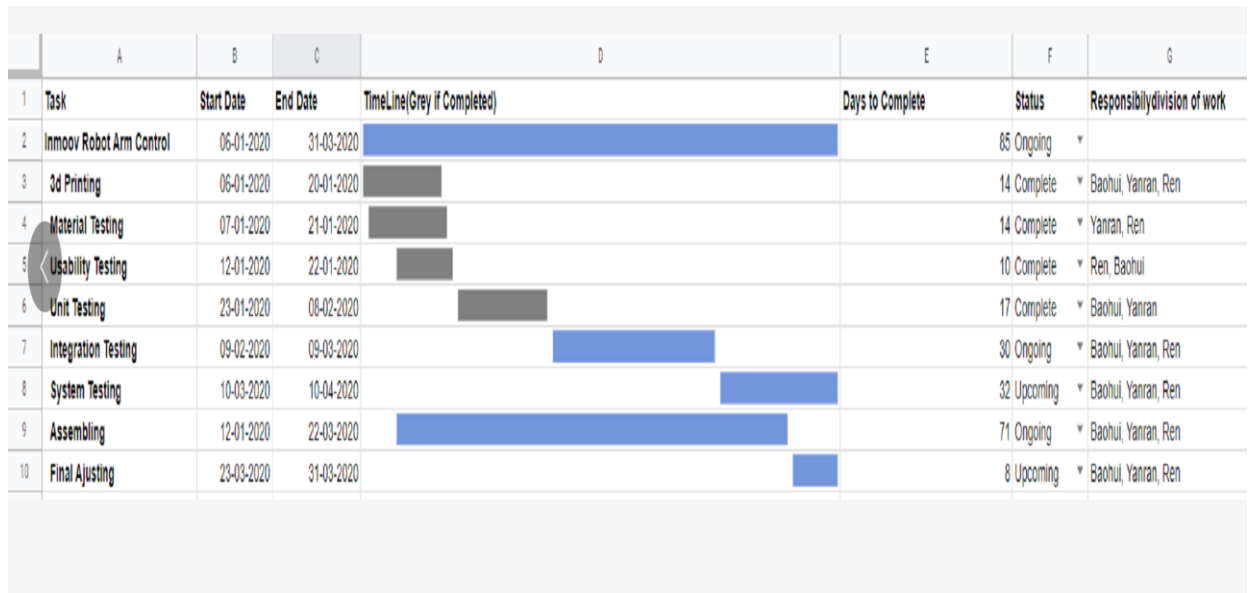 A B C D E F G
1 Task Start Date End Date TimeLine(Grey if Completed) Days to Complete Status Responsibilydivision of work
2 Inmoov Robot Arm Control 06-01-2020 31-03-2020 85 Ongoing
3 3d Printing 06-01-2020 20-01-2020 14 Complete Baohui, Yanran, Ren
4 Material Testing 07-01-2020 21-01-2020 14 Complete Yanran, Ren
5 Usability Testing 12-01-2020 22-01-2020 10 Complete Ren, Baohui
6 Unit Testing 23-01-2020 08-02-2020 17 Complete Baohui, Yanran
7 Integration Testing 09-02-2020 09-03-2020 30 Ongoing Baohui, Yanran, Ren
8 System Testing 10-03-2020 10-04-2020 32 Upcoming Baohui, Yanran, Ren
9 Assembling 12-01-2020 22-03-2020 71 Ongoing Baohui, Yanran, Ren
10 Final Ajusting 23-03-2020 31-03-2020 8 Upcoming Baohui, Yanran, Ren